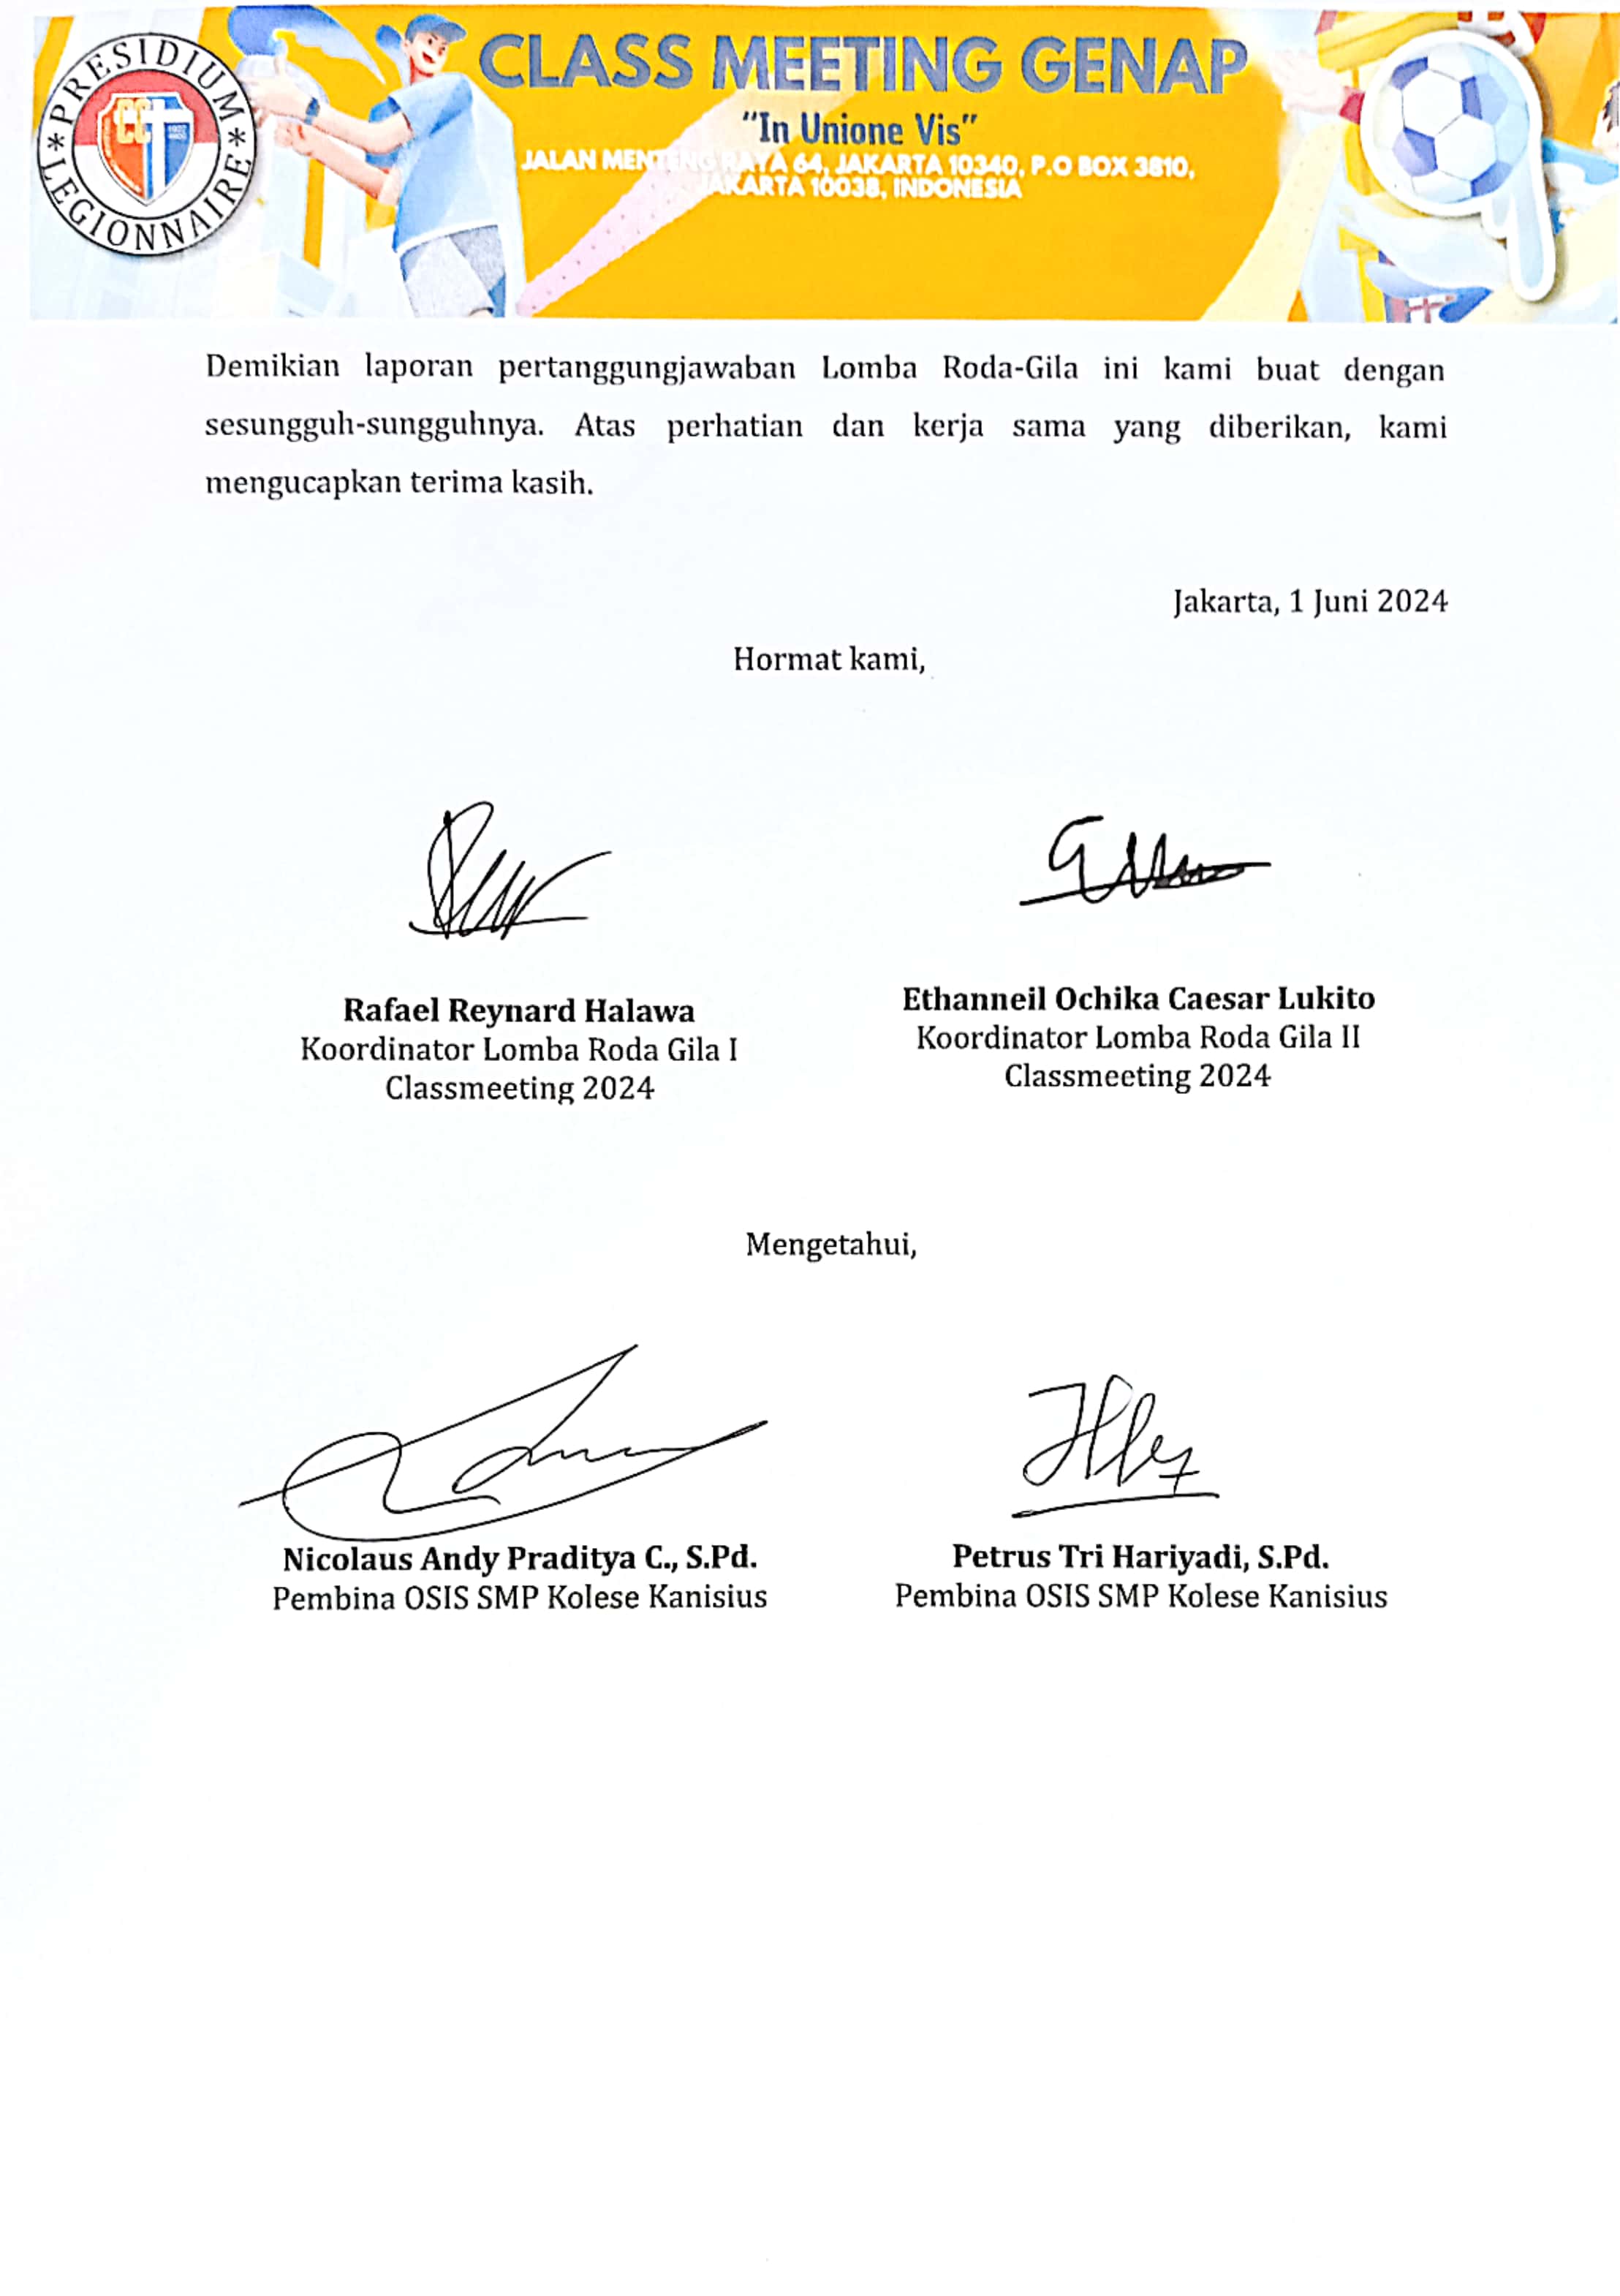 PRESIDIUM
LEGIONNAIRE
CC
CLASS MEETING GENAP
"In Unione Vis"
JALAN MENTENG RAYA 64, JAKARTA 10340, P.O BOX 3810,
JAKARTA 10038, INDONESIA
Demikian laporan pertanggungjawaban Lomba Roda-Gila ini kami buat dengan
sesungguh-sungguhnya. Atas perhatian dan kerja sama yang diberikan, kami
mengucapkan terima kasih.
Jakarta, 1 Juni 2024
Hormat kami,
Rafael Reynard Halawa
Koordinator Lomba Roda Gila I
Classmeeting 2024
Ethanneil Ochika Caesar Lukito
Koordinator Lomba Roda Gila II
Classmeeting 2024
Mengetahui,
Nicolaus Andy Praditya C., S.Pd.
Pembina OSIS SMP Kolese Kanisius
Petrus Tri Hariyadi, S.Pd.
Pembina OSIS SMP Kolese Kanisius